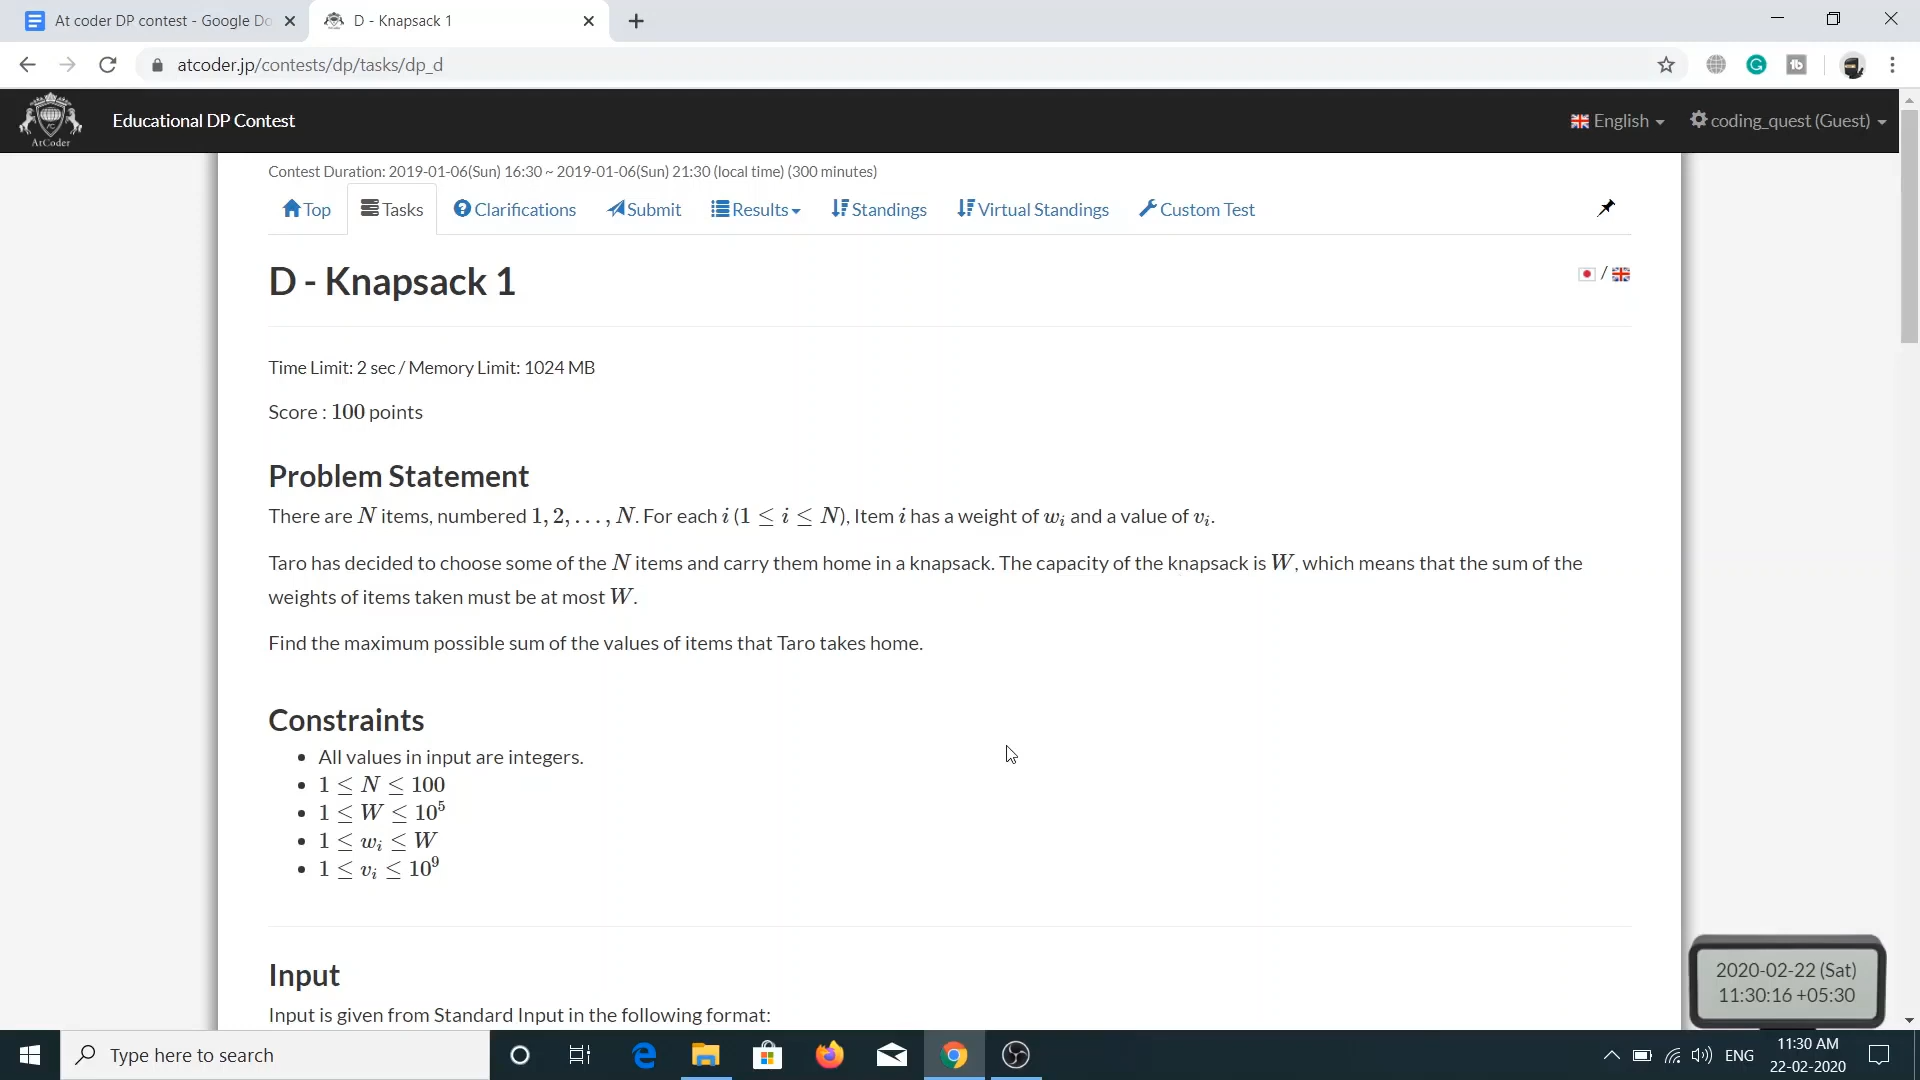 At coder DP contest - Google Do
D - Knapsack 1
atcoder.jp/contests/dp/tasks/dp_d
AtCoder
Educational DP Contest
English
coding_quest (Guest)
Contest Duration: 2019-01-06(Sun) 16:30 ~ 2019-01-06(Sun) 21:30 (local time) (300 minutes)
Top Tasks Clarifications Submit Results Standings Virtual Standings Custom Test
D - Knapsack 1
/
Time Limit: 2 sec / Memory Limit: 1024 MB
Score : 100 points
Problem Statement
There are N items, numbered 1, 2, . . . , N. For each i (1 ≤ i ≤ N), Item i has a weight of wᵢ and a value of vᵢ.
Taro has decided to choose some of the N items and carry them home in a knapsack. The capacity of the knapsack is W, which means that the sum of the
weights of items taken must be at most W.
Find the maximum possible sum of the values of items that Taro takes home.
Constraints
• All values in input are integers.
• 1 ≤ N ≤ 100
• 1 ≤ W ≤ 10⁵
• 1 ≤ wᵢ ≤ W
• 1 ≤ vᵢ ≤ 10⁹
Input
Input is given from Standard Input in the following format:
2020-02-22 (Sat)
11:30:16 +05:30
Type here to search
ENG
11:30 AM
22-02-2020